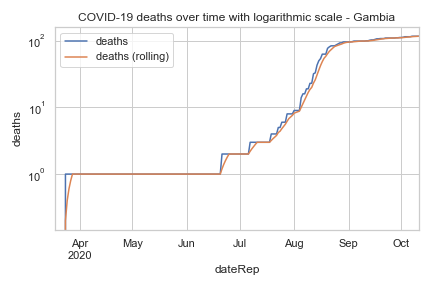 COVID-19 deaths over time with logarithmic scale - Gambia
deaths
deaths (rolling)
deaths
10²
10¹
10⁰
Apr May Jun Jul Aug Sep Oct
2020
dateRep